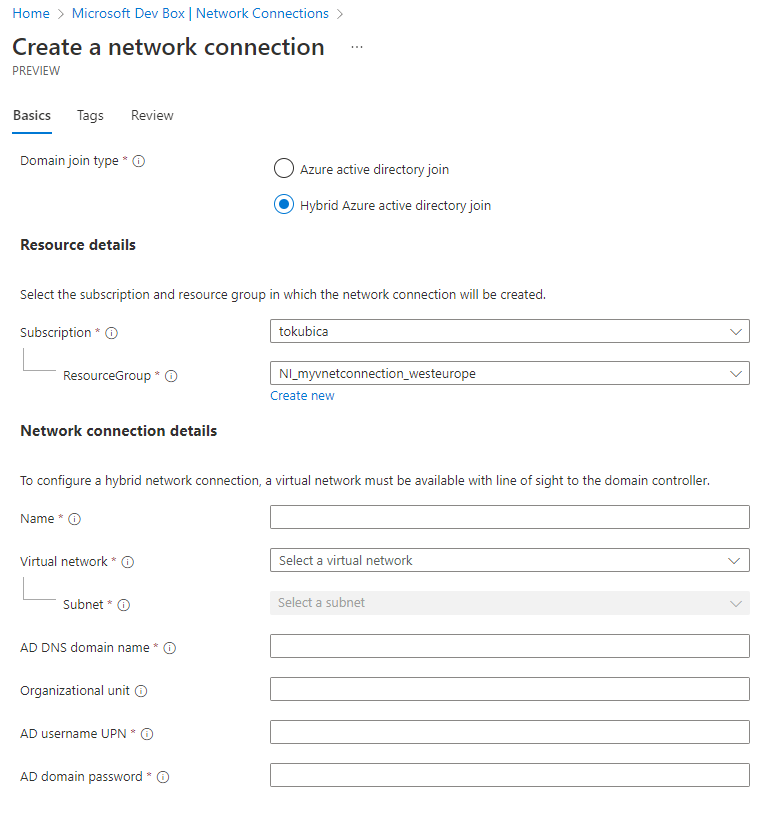 Home > Microsoft Dev Box | Network Connections >
Create a network connection ...
PREVIEW
Basics Tags Review
Domain join type *
Azure active directory join
Hybrid Azure active directory join
Resource details
Select the subscription and resource group in which the network connection will be created.
Subscription * tokubica
ResourceGroup * NI_myvnetconnection_westeurope
Create new
Network connection details
To configure a hybrid network connection, a virtual network must be available with line of sight to the domain controller.
Name *
Virtual network * Select a virtual network
Subnet * Select a subnet
AD DNS domain name *
Organizational unit
AD username UPN *
AD domain password *